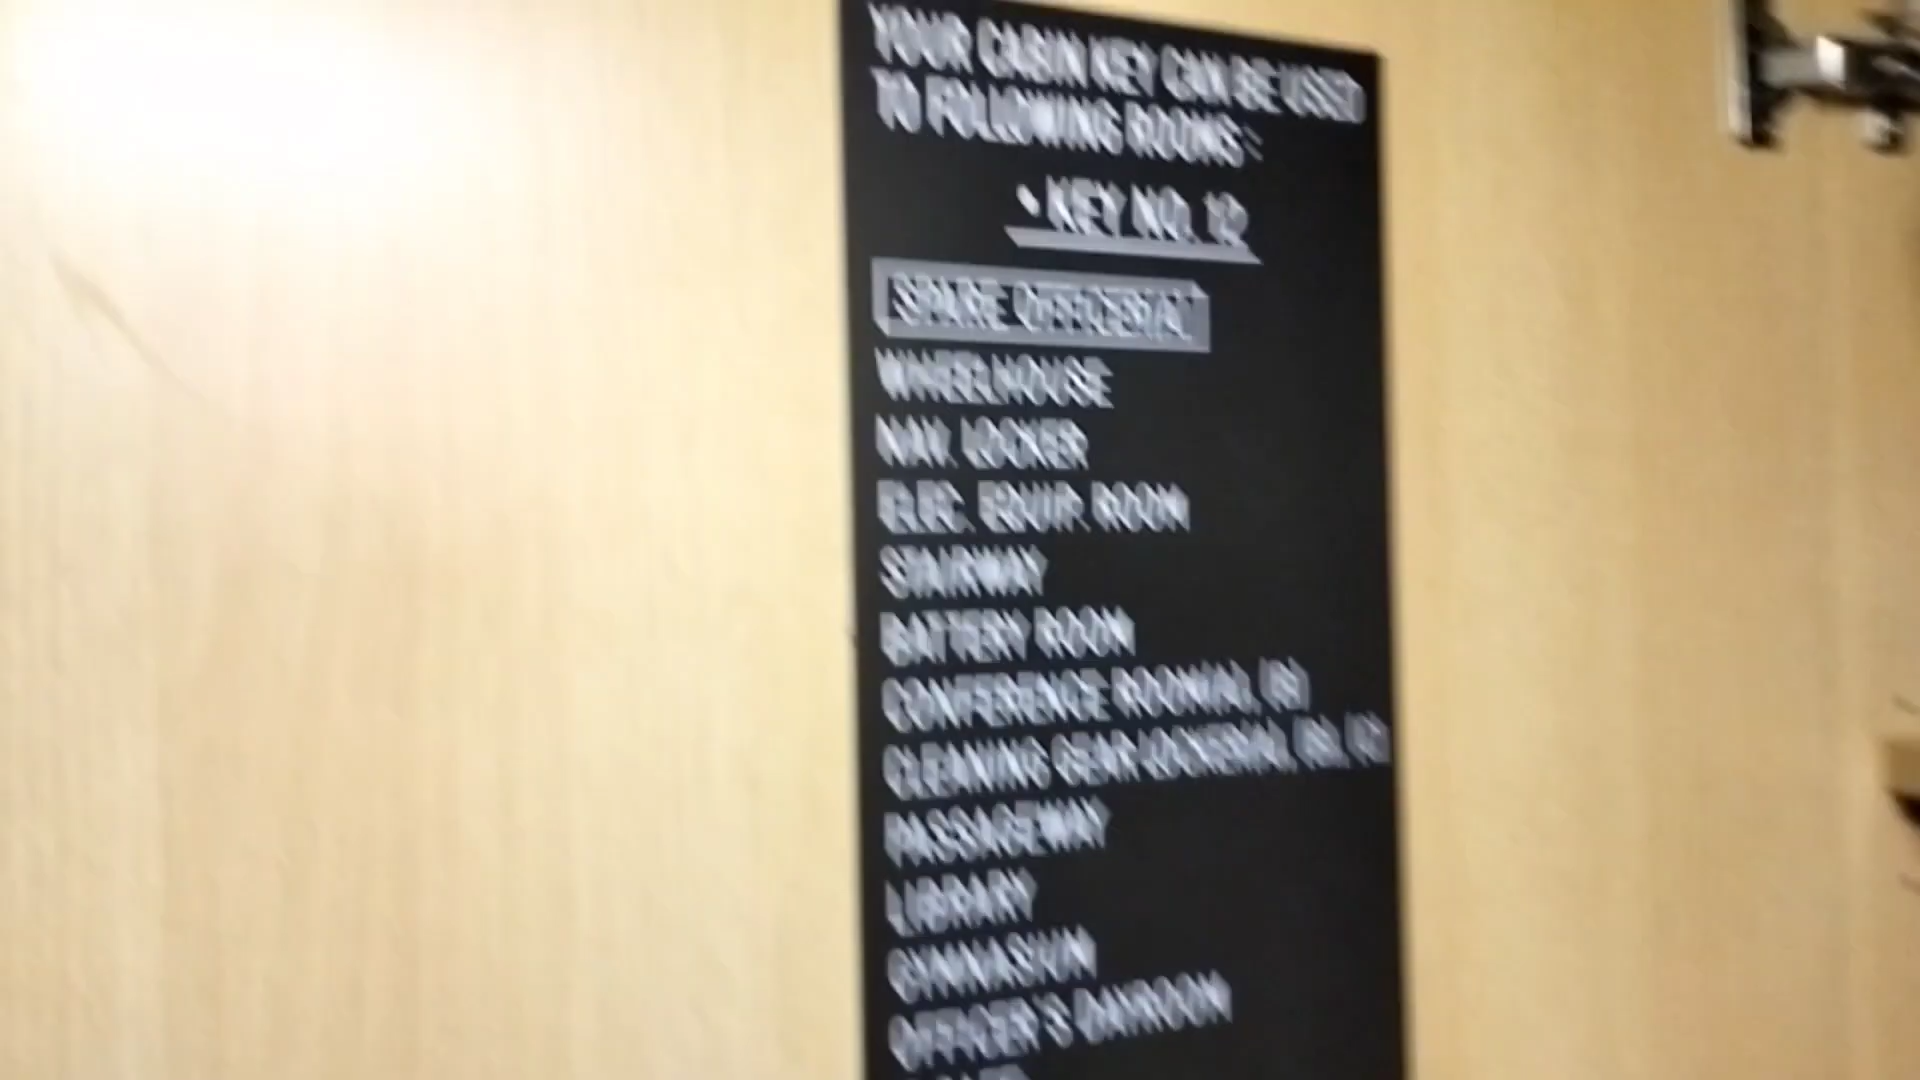 YOUR CABIN KEY CAN BE USED
TO FOLLOWING ROOMS:
• KEY NO. 12
SPARE OFFICER(A)
WHEELHOUSE
NAV. LOCKER
ELEC. EQUIP. ROOM
STAIRWAY
BATTERY ROOM
CONFERENCE ROOM(A), (B)
CLEANING GEAR LOCKER(A), (B), (C)
PASSAGEWAY
LIBRARY
GYMNASIUM
OFFICER'S DAYROOM